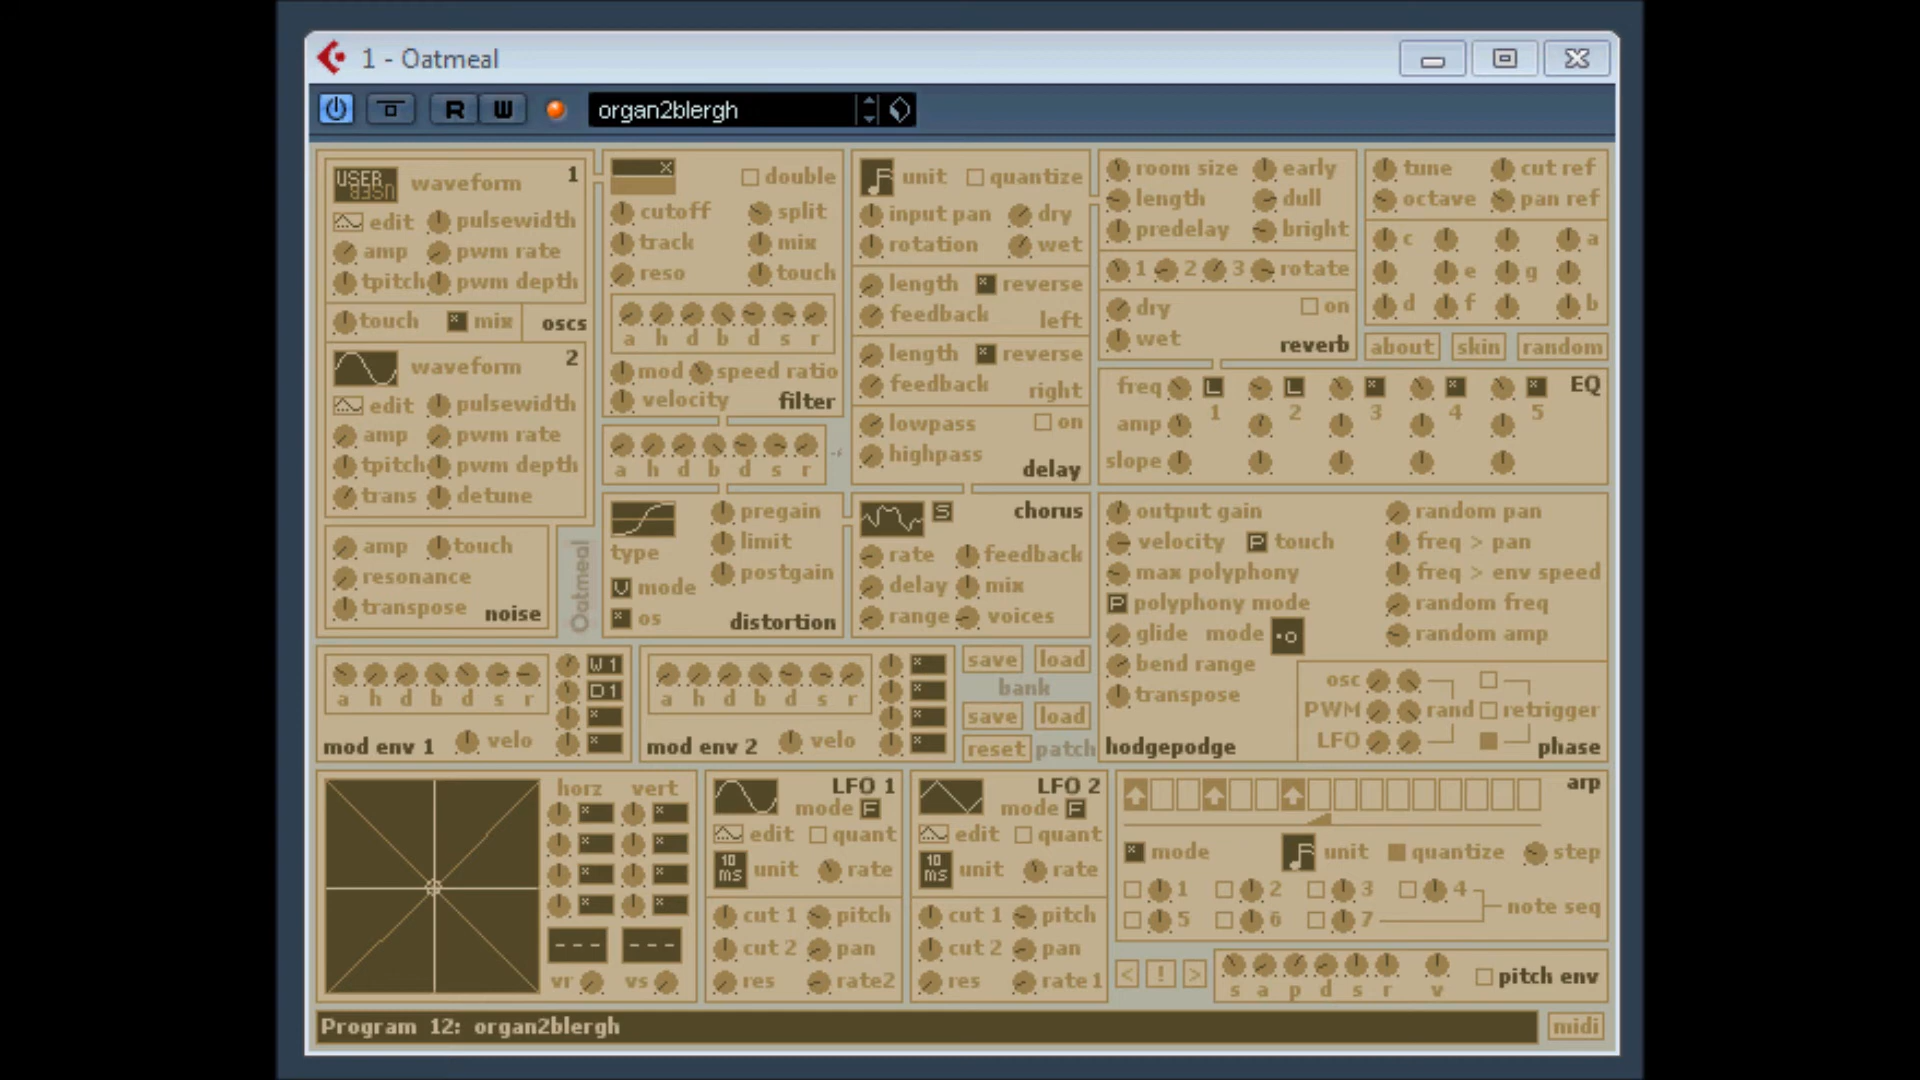 1 - Oatmeal
R W organ2blergh
USER
waveform 1
edit pulsewidth
amp pwm rate
tpitch pwm depth
touch mix oscs
waveform 2
edit pulsewidth
amp pwm rate
tpitch pwm depth
trans detune
amp touch
resonance
transpose noise
Oatmeal
double
cutoff split
track mix
reso touch
a h d b d s r
mod speed ratio
velocity filter
a h d b d s r
type pregain
limit
postgain
mode
os distortion
unit quantize
input pan dry
rotation wet
length reverse
feedback left
length reverse
feedback right
lowpass on
highpass delay
S chorus
rate feedback
delay mix
range voices
room size early
length dull
predelay bright
1 2 3 rotate
dry on
wet reverb
tune cut ref
octave pan ref
c a
e g
d f b
about skin random
freq L L EQ
1 2 3 4 5
amp
slope
output gain random pan
velocity P touch freq > pan
max polyphony freq > env speed
P polyphony mode random freq
glide mode random amp
bend range
transpose
osc
PWM rand retrigger
LFO
hodgepodge phase
W1
D1
a h d b d s r
mod env 1 velo
a h d b d s r
mod env 2 velo
save load
bank
save load
reset patch
horz vert
--- ---
vr vs
LFO 1
mode F
edit quant
10 ms unit rate
cut 1 pitch
cut 2 pan
res rate2
LFO 2
mode F
edit quant
10 ms unit rate
cut 1 pitch
cut 2 pan
res rate1
arp
mode unit quantize step
1 2 3 4
note seq
5 6 7
< ! >
s a p d s r v
pitch env
Program 12: organ2blergh
midi